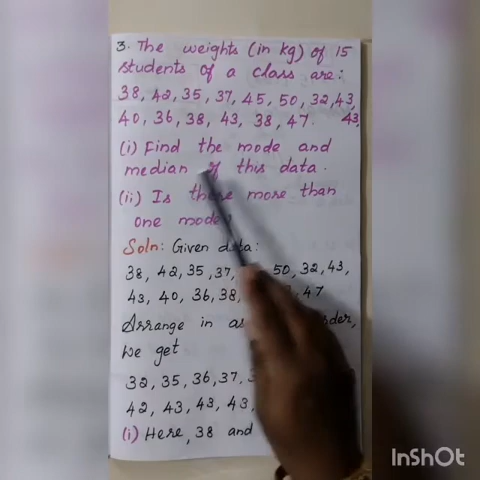 3. The weights (in kg) of 15
students of a class are:
38, 42, 35, 37, 45, 50, 32, 43,
40, 36, 38, 43, 38, 47. 43,
(i) Find the mode and
median of this data.
(ii) Is there more than
one mode?
Soln: Given data:
38, 42, 35, 37, 50, 32, 43,
43, 40, 36, 38, 47
Arrange in
we get
32, 35, 36, 37,
42, 43, 43, 43,
(i) Here, 38 and
InShOt